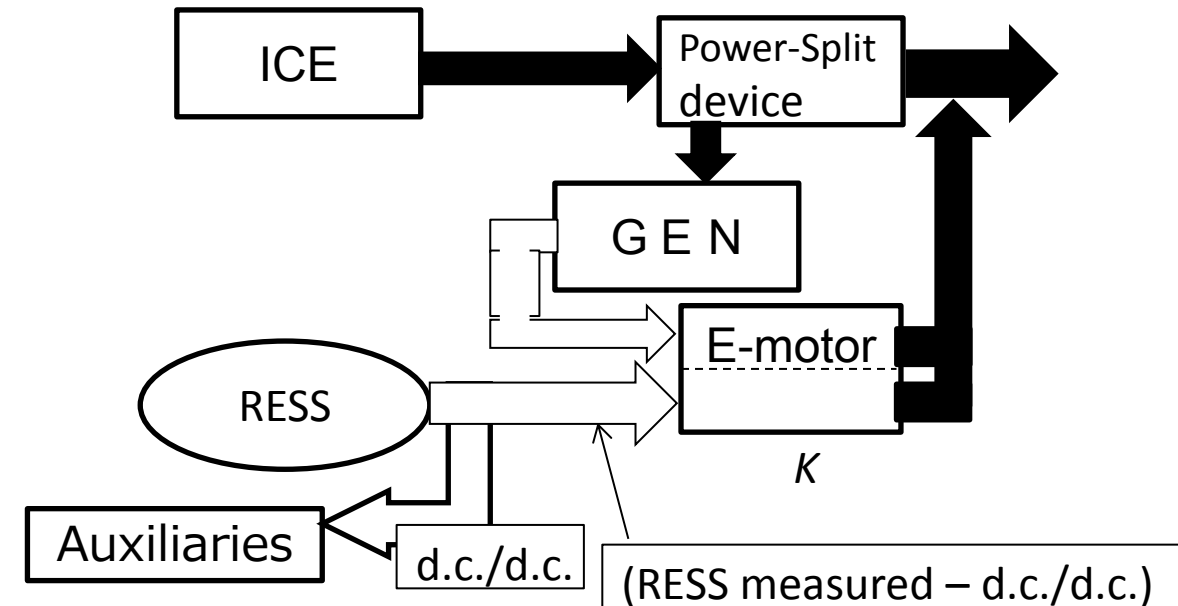 ICE
Power-Split
device
G E N
E-motor
RESS
K
Auxiliaries
d.c./d.c.
(RESS measured – d.c./d.c.)